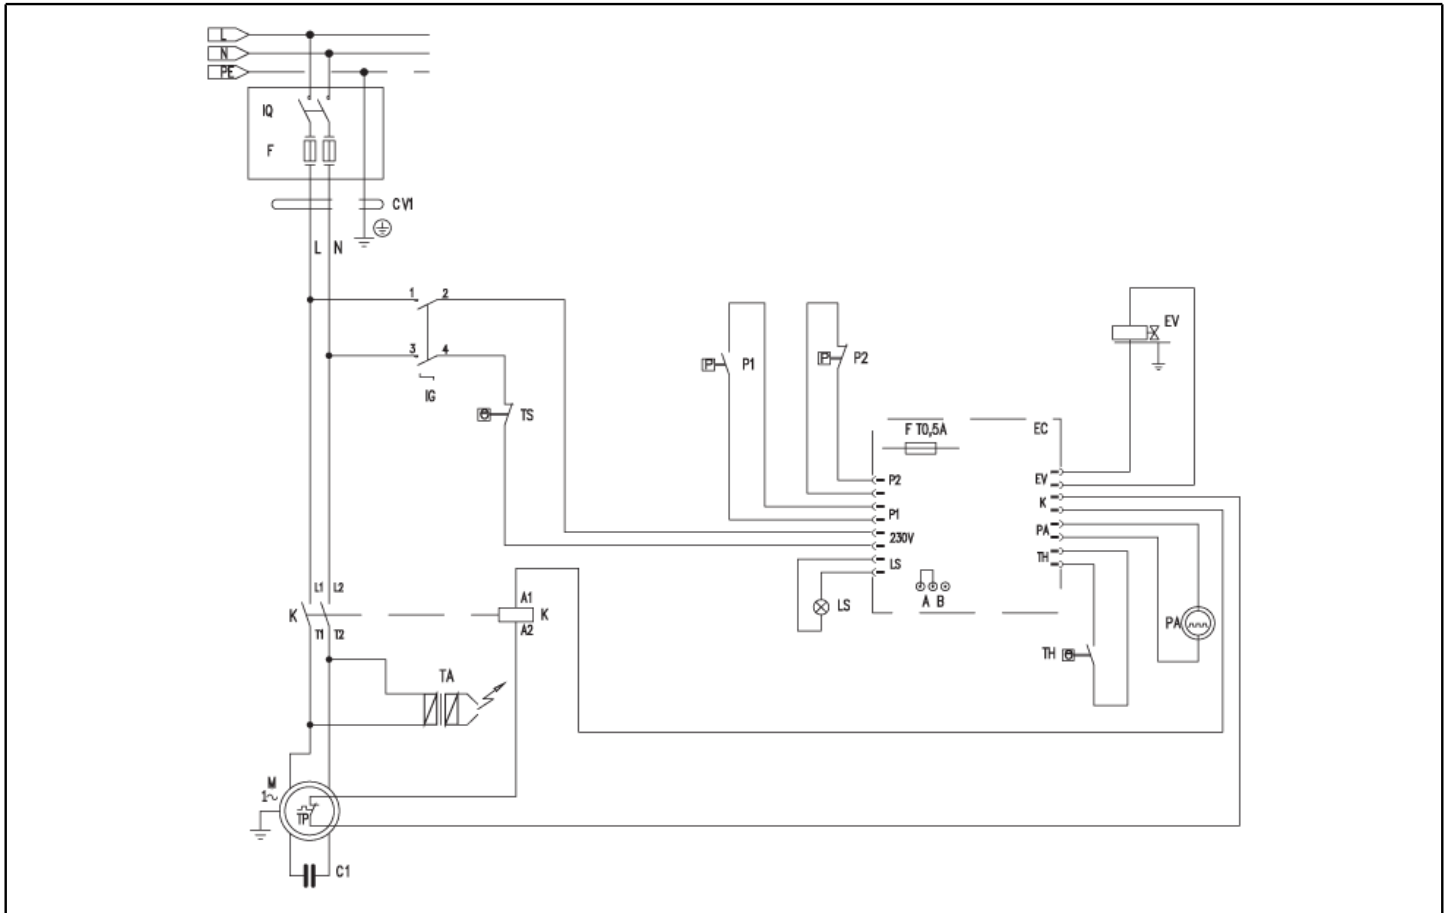 L
N
PE
IQ
F
CV1
L N
1 2
3 4
IG
TS
P
P1
P
P2
EV
F T0,5A
EC
P2
EV
K
P1
PA
230V
TH
LS
A B
LS
L1 L2
K
T1 T2
A1
K
A2
PA
TH
TA
M
1~
TP
C1